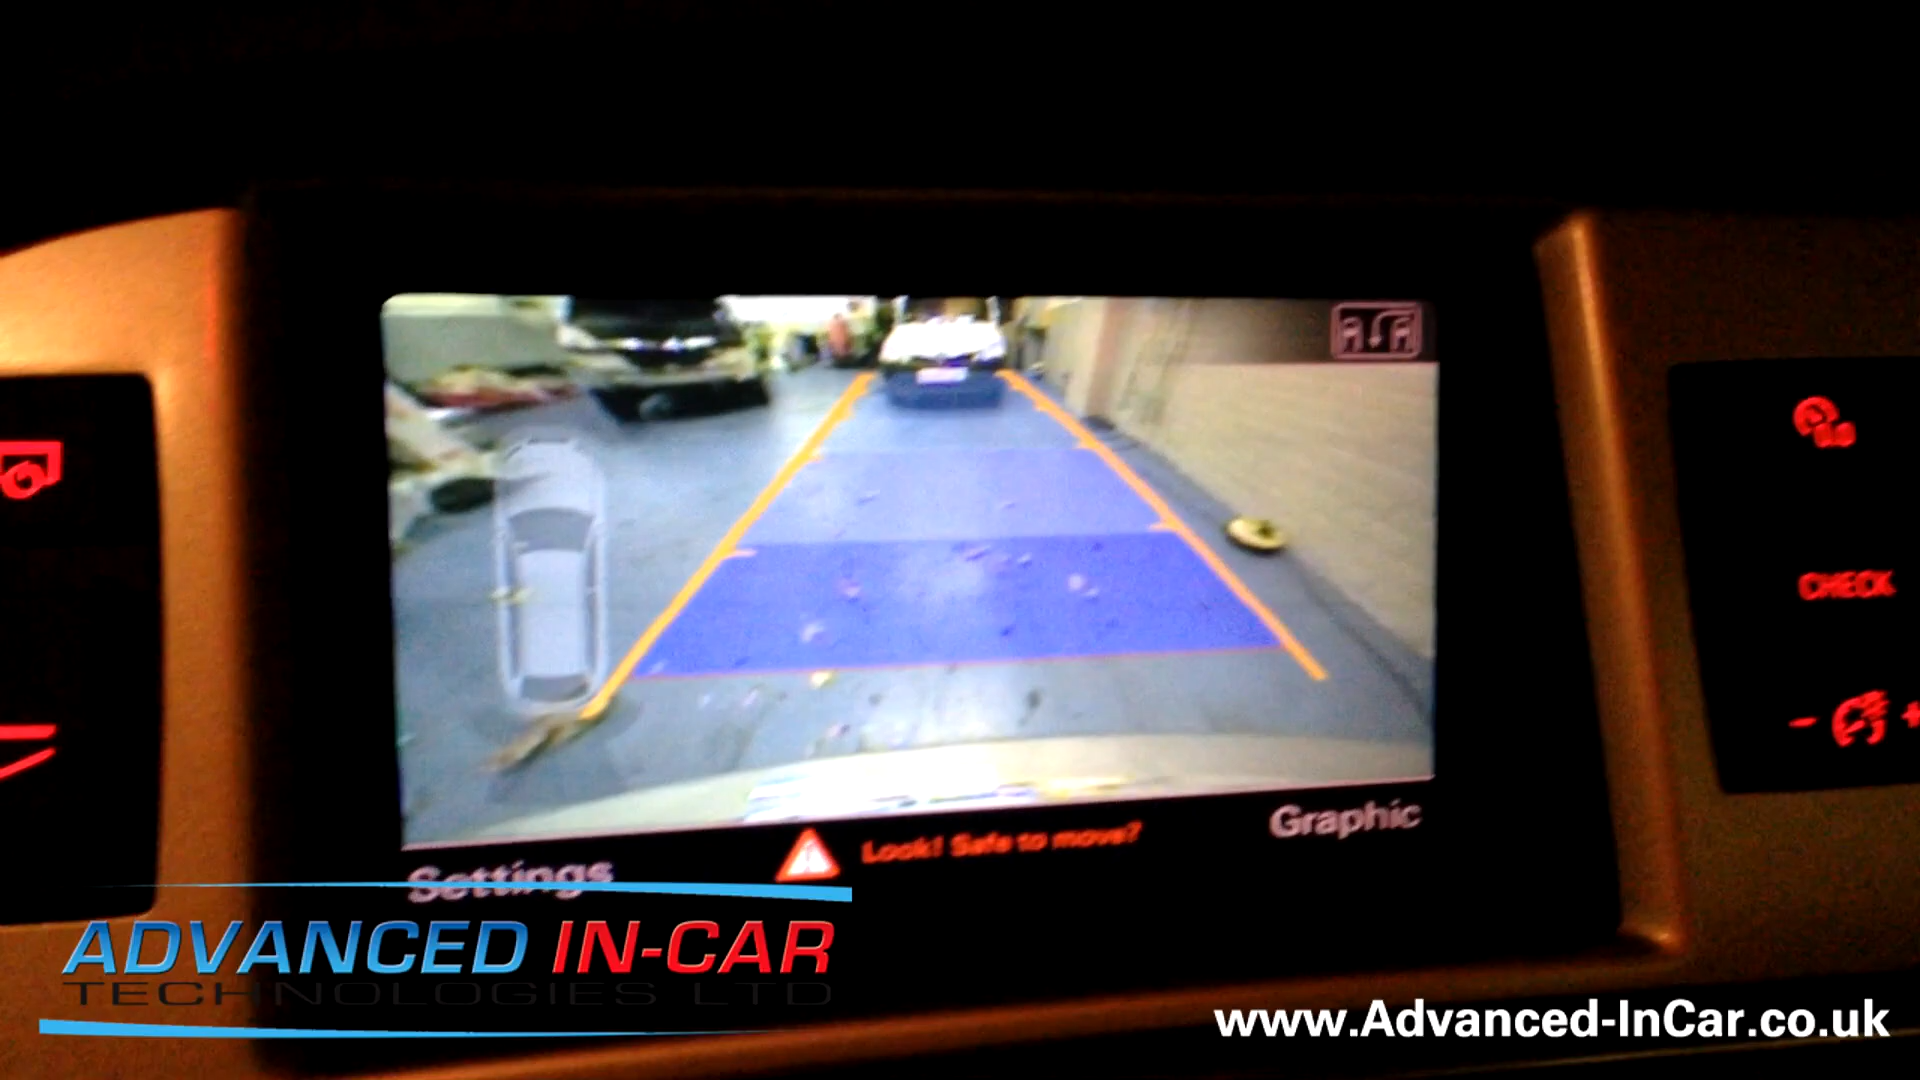 CHECK
- +
Graphic
Look! Safe to move?
Settings
ADVANCED IN-CAR
TECHNOLOGIES LTD
www.Advanced-InCar.co.uk